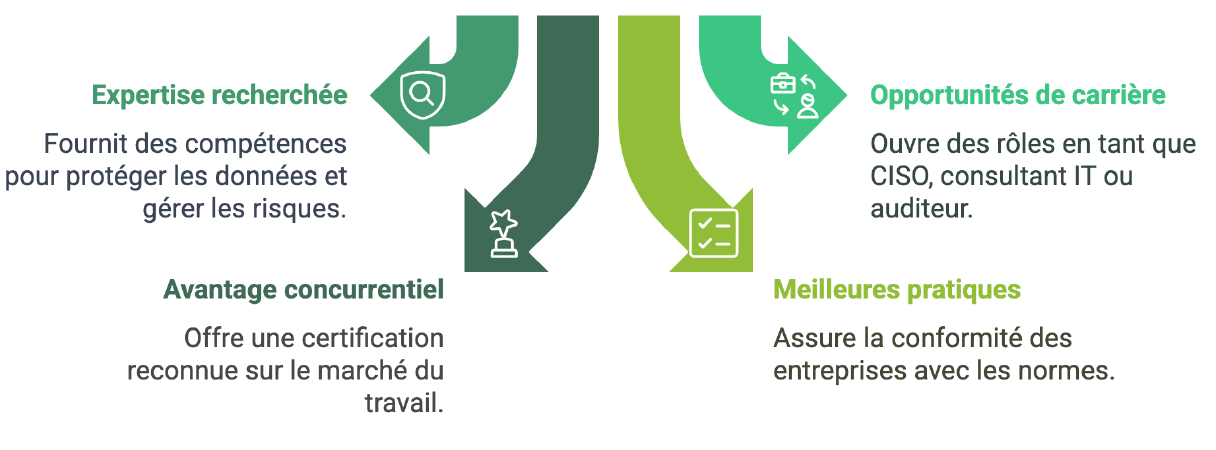 Expertise recherchée
Fournit des compétences
pour protéger les données et
gérer les risques.
Avantage concurrentiel
Offre une certification
reconnue sur le marché du
travail.
Opportunités de carrière
Ouvre des rôles en tant que
CISO, consultant IT ou
auditeur.
Meilleures pratiques
Assure la conformité des
entreprises avec les normes.